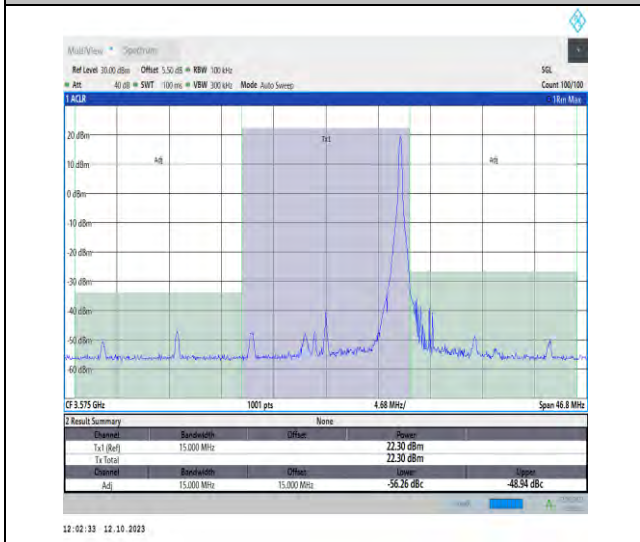 MultiView Spectrum
Ref Level 30.00 dBm Offset 5.50 dB RBW 100 kHz SGL
Att 40 dB SWT 100 ms VBW 300 kHz Mode Auto Sweep Count 100/100
1 ACLR 1Rm Max
Tx1
20 dBm
Adj Adj
10 dBm
0 dBm
-10 dBm
-20 dBm
-30 dBm
-40 dBm
-50 dBm
-60 dBm
CF 3.575 GHz 1001 pts 4.68 MHz/ Span 46.8 MHz
2 Result Summary None
Channel Bandwidth Offset Power
Tx1 (Ref) 15.000 MHz 22.30 dBm
Tx Total 22.30 dBm
Channel Bandwidth Offset Lower Upper
Adj 15.000 MHz 15.000 MHz -56.26 dBc -48.94 dBc
12:02:33 12.10.2023